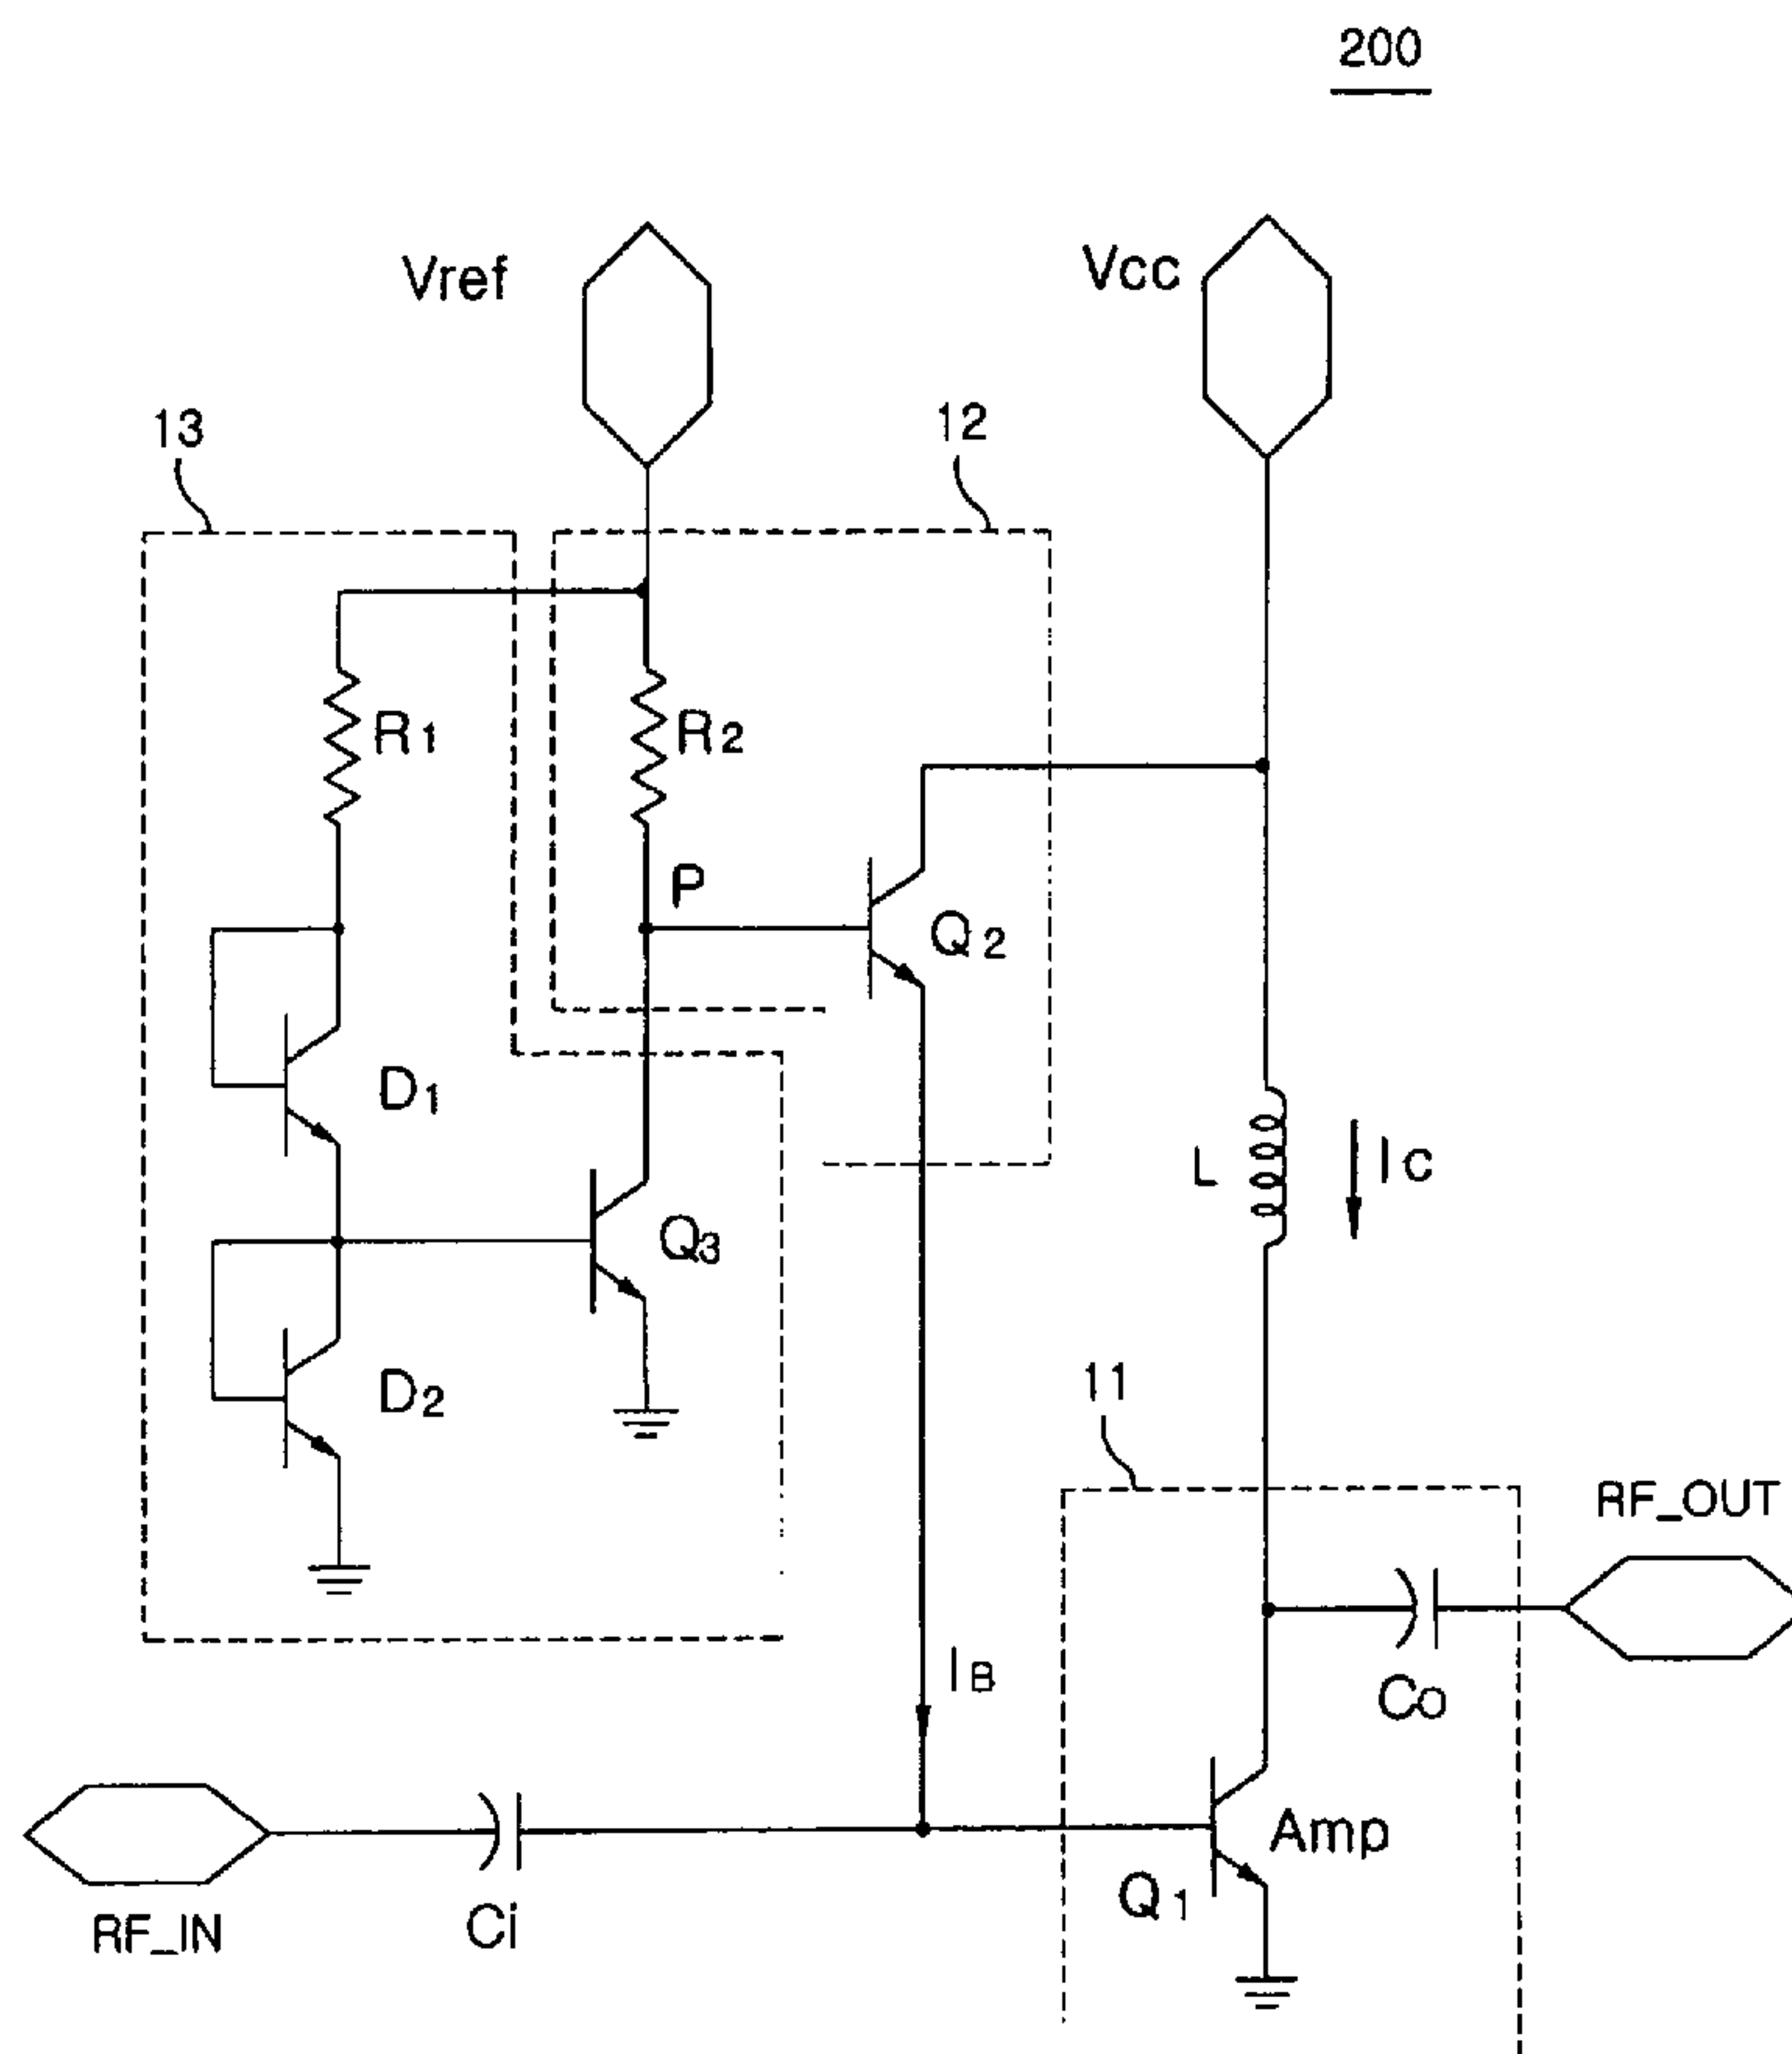 200
Vref
Vcc
13
12
R1
R2
P
Q2
D1
L
Ic
Q3
11
D2
RF_OUT
IB
Co
Amp
Q1
Ci
RF_IN